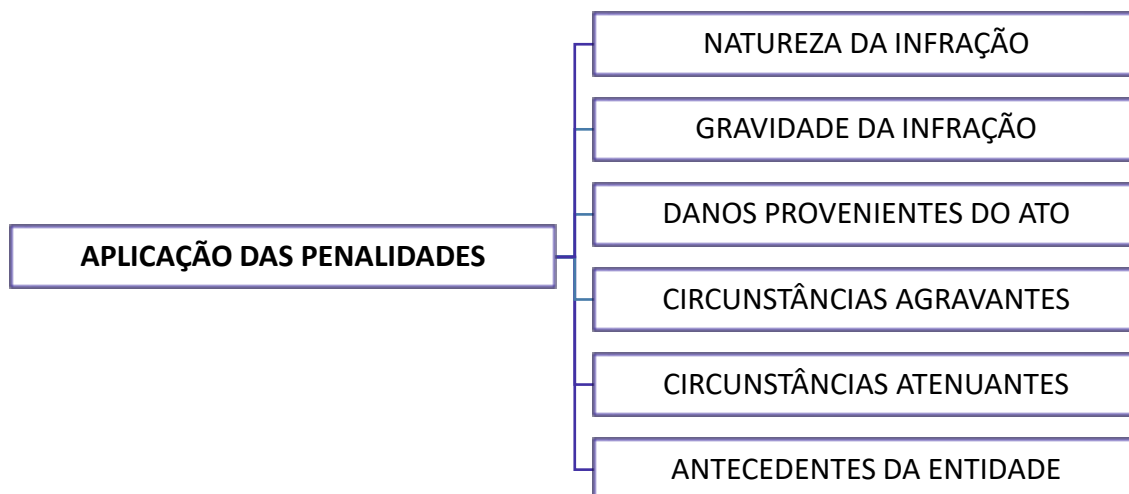 NATUREZA DA INFRAÇÃO
GRAVIDADE DA INFRAÇÃO
DANOS PROVENIENTES DO ATO
APLICAÇÃO DAS PENALIDADES
CIRCUNSTÂNCIAS AGRAVANTES
CIRCUNSTÂNCIAS ATENUANTES
ANTECEDENTES DA ENTIDADE